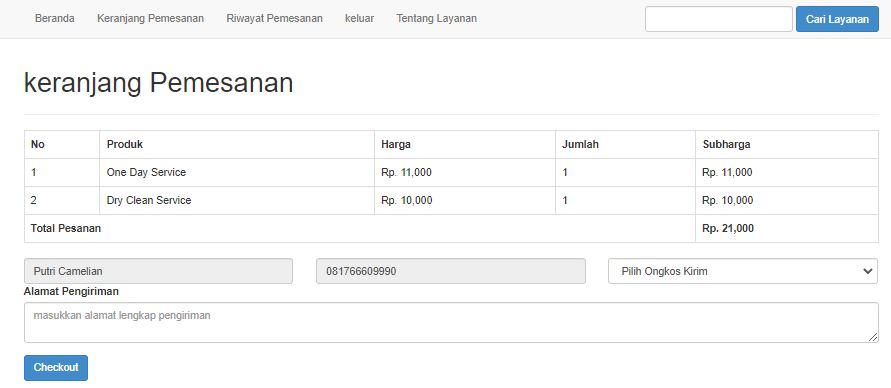 Beranda Keranjang Pemesanan Riwayat Pemesanan keluar Tentang Layanan Cari Layanan
keranjang Pemesanan
No Produk Harga Jumlah Subharga
1 One Day Service Rp. 11,000 1 Rp. 11,000
2 Dry Clean Service Rp. 10,000 1 Rp. 10,000
Total Pesanan Rp. 21,000
Putri Camelian 081766609990 Pilih Ongkos Kirim
Alamat Pengiriman
masukkan alamat lengkap pengiriman
Checkout